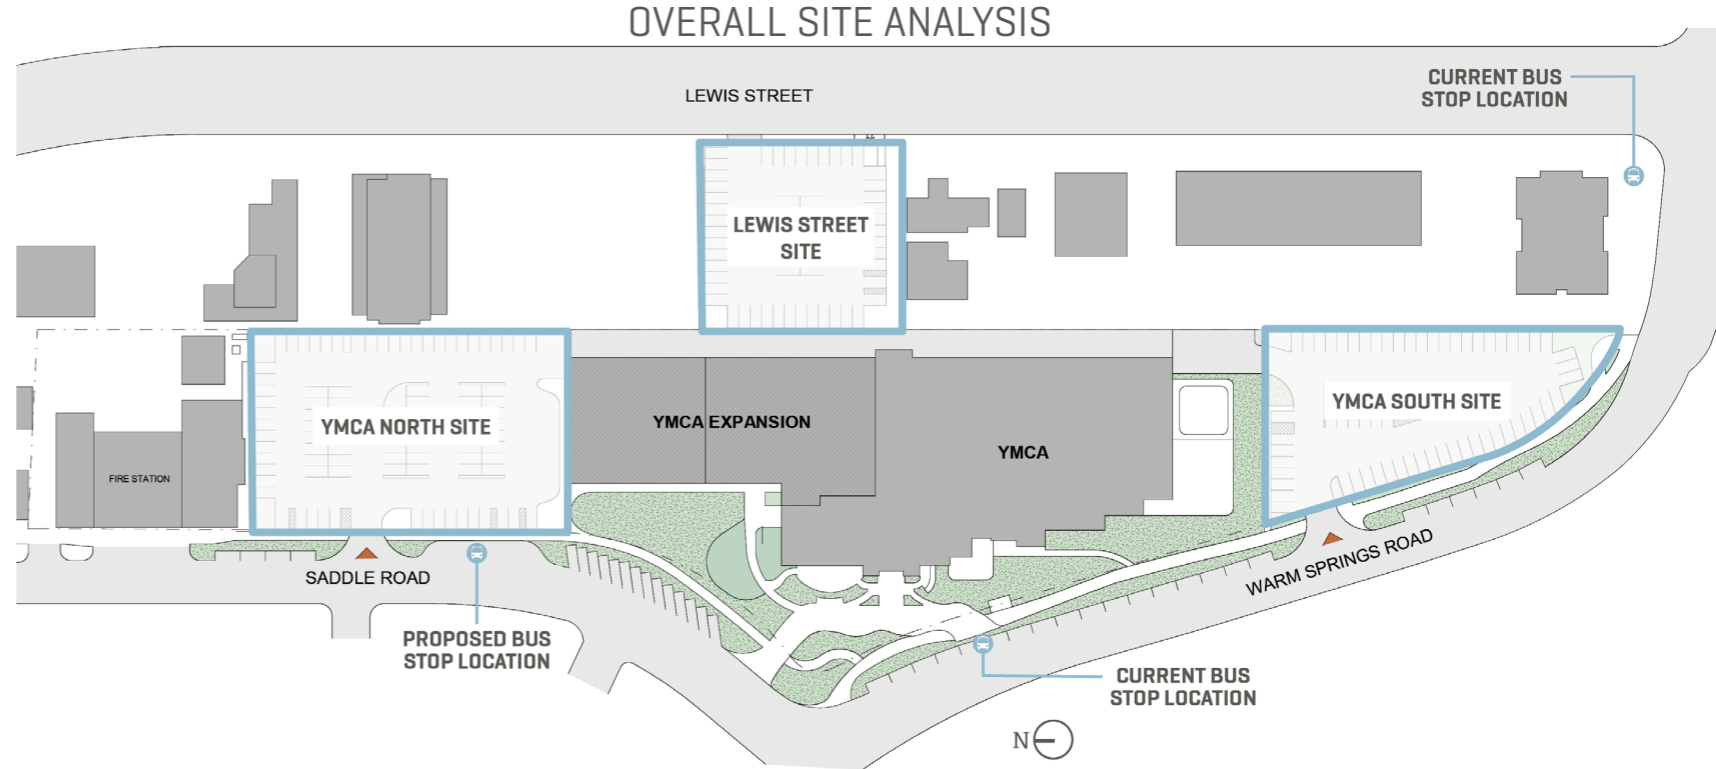 OVERALL SITE ANALYSIS
LEWIS STREET
CURRENT BUS
STOP LOCATION
LEWIS STREET
SITE
YMCA NORTH SITE
YMCA EXPANSION
YMCA
YMCA SOUTH SITE
FIRE STATION
SADDLE ROAD
WARM SPRINGS ROAD
PROPOSED BUS
STOP LOCATION
CURRENT BUS
STOP LOCATION
N